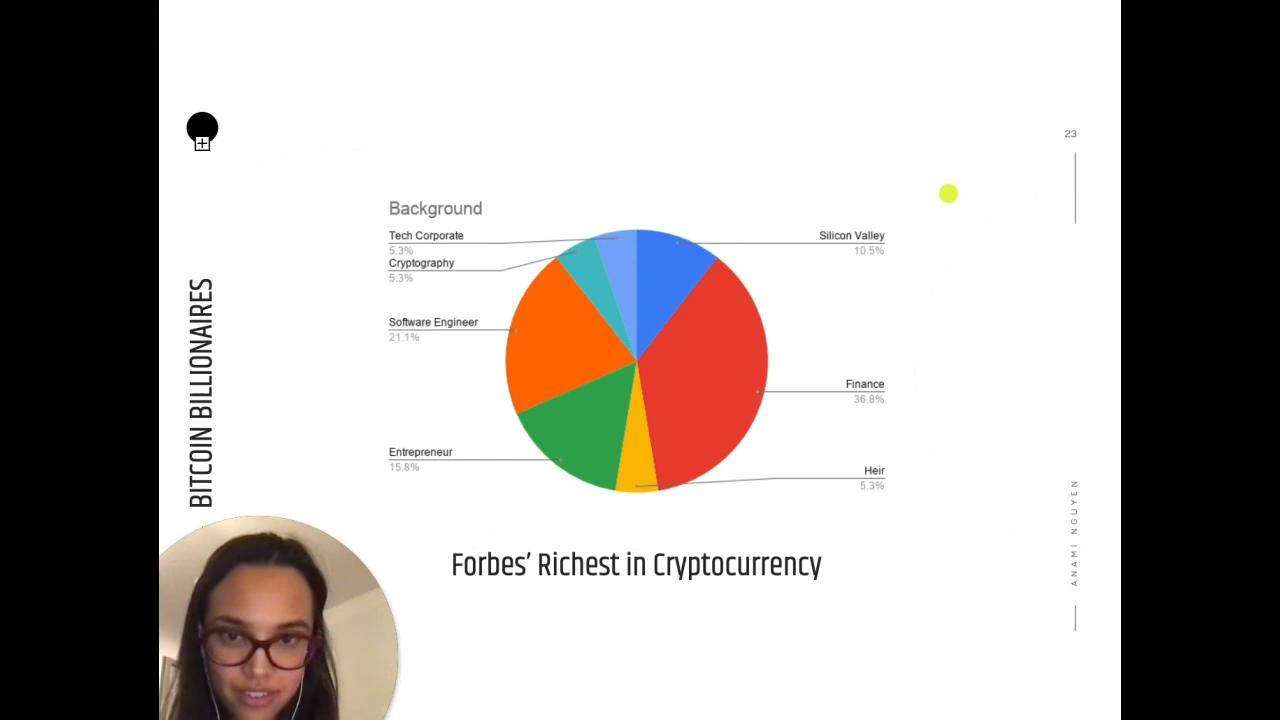 23
Background
Tech Corporate
5.3%
Cryptography
5.3%
Software Engineer
21.1%
Entrepreneur
15.8%
Silicon Valley
10.5%
Finance
36.8%
Heir
5.3%
BITCOIN BILLIONAIRES
Forbes’ Richest in Cryptocurrency
ANAMI NGUYEN